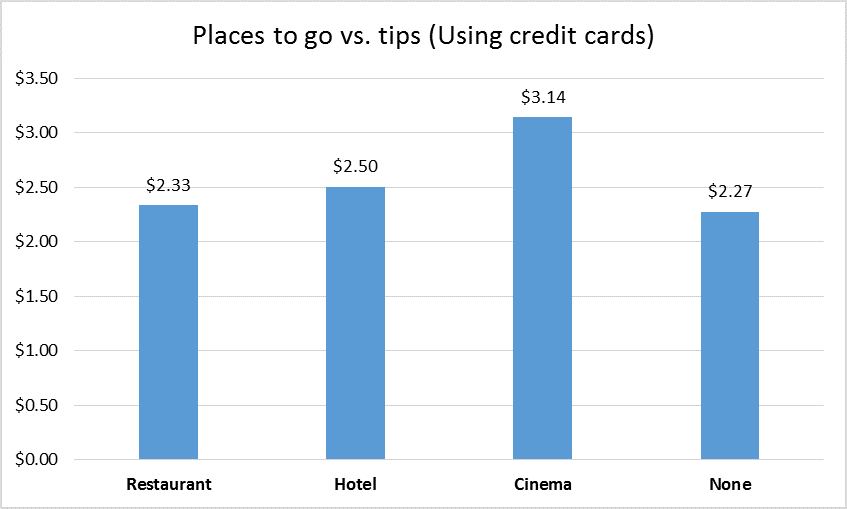 Places to go vs. tips (Using credit cards)
$3.50
$3.00
$2.50
$2.00
$1.50
$1.00
$0.50
$0.00
$2.33
$2.50
$3.14
$2.27
Restaurant
Hotel
Cinema
None